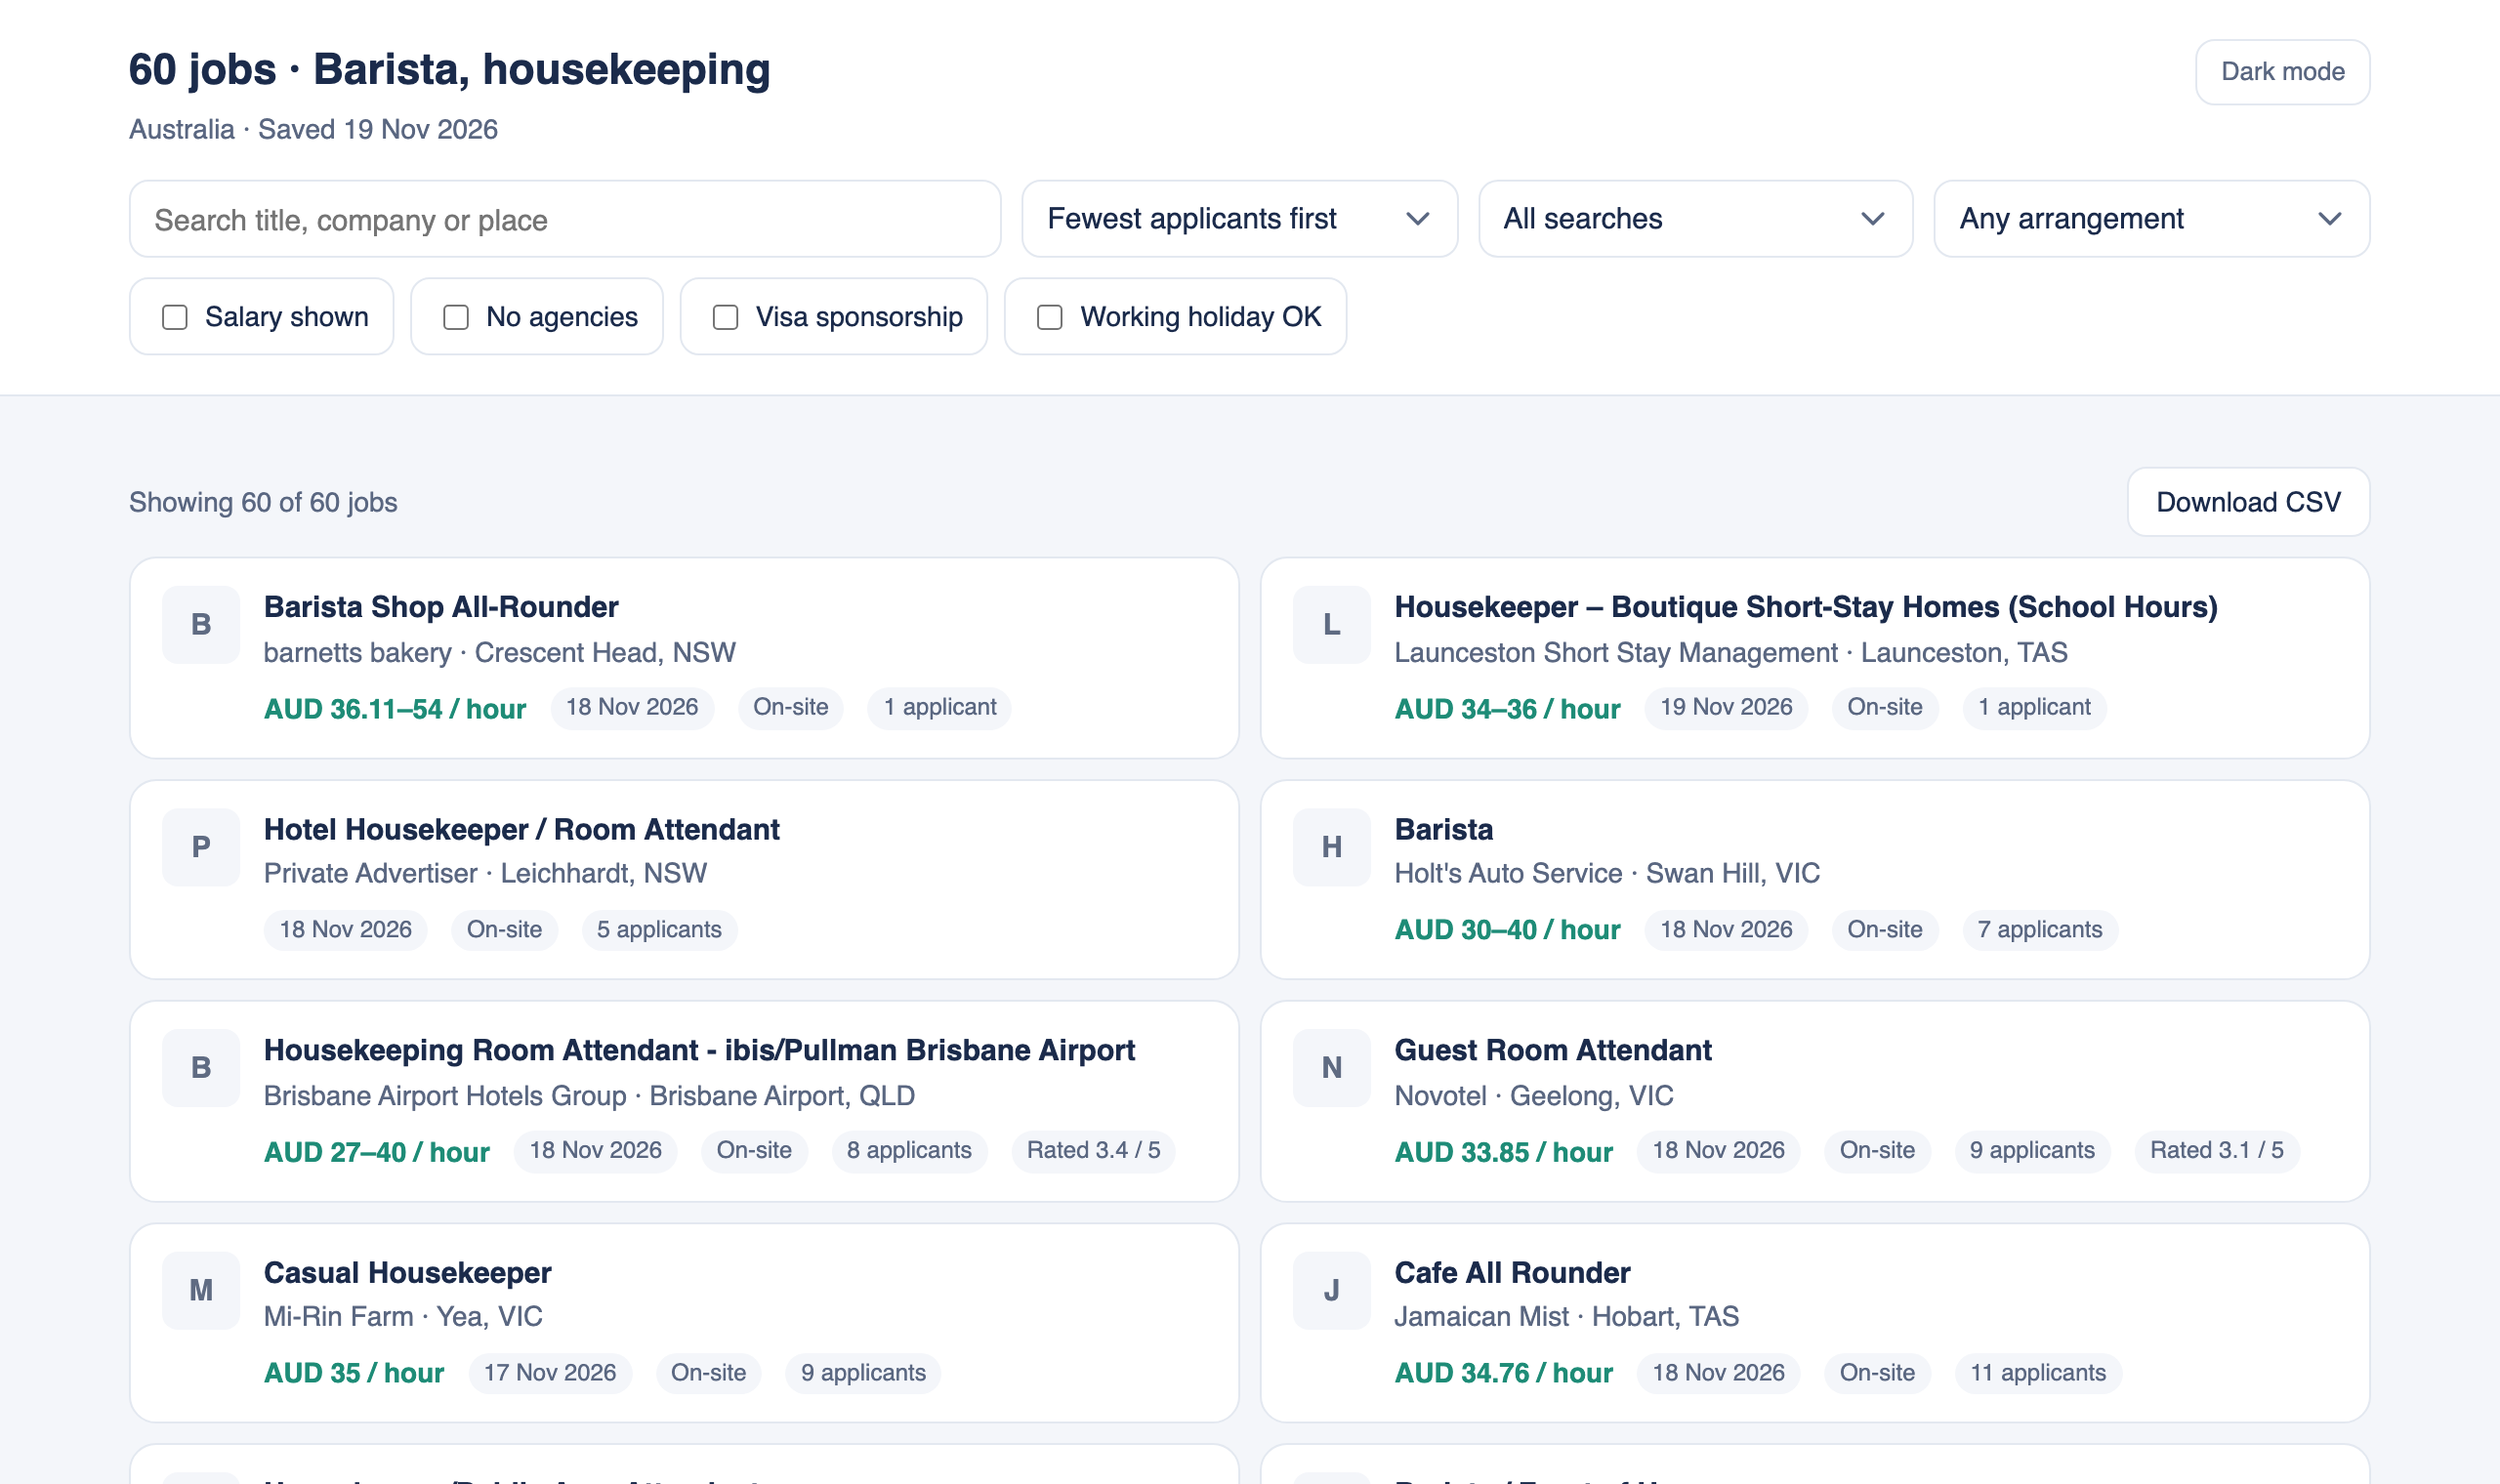 60 jobs · Barista, housekeeping
Dark mode
Australia · Saved 19 Nov 2026
Search title, company or place
Fewest applicants first
All searches
Any arrangement
Salary shown
No agencies
Visa sponsorship
Working holiday OK
Showing 60 of 60 jobs
Download CSV
B
Barista Shop All-Rounder
barnetts bakery · Crescent Head, NSW
AUD 36.11–54 / hour 18 Nov 2026 On-site 1 applicant
L
Housekeeper – Boutique Short-Stay Homes (School Hours)
Launceston Short Stay Management · Launceston, TAS
AUD 34–36 / hour 19 Nov 2026 On-site 1 applicant
P
Hotel Housekeeper / Room Attendant
Private Advertiser · Leichhardt, NSW
18 Nov 2026 On-site 5 applicants
H
Barista
Holt's Auto Service · Swan Hill, VIC
AUD 30–40 / hour 18 Nov 2026 On-site 7 applicants
B
Housekeeping Room Attendant - ibis/Pullman Brisbane Airport
Brisbane Airport Hotels Group · Brisbane Airport, QLD
AUD 27–40 / hour 18 Nov 2026 On-site 8 applicants Rated 3.4 / 5
N
Guest Room Attendant
Novotel · Geelong, VIC
AUD 33.85 / hour 18 Nov 2026 On-site 9 applicants Rated 3.1 / 5
M
Casual Housekeeper
Mi-Rin Farm · Yea, VIC
AUD 35 / hour 17 Nov 2026 On-site 9 applicants
J
Cafe All Rounder
Jamaican Mist · Hobart, TAS
AUD 34.76 / hour 18 Nov 2026 On-site 11 applicants